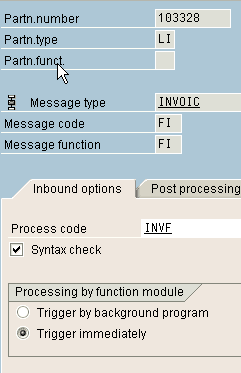 Partn.number 103328
Partn.type LI
Partn.funct.
Message type INVOIC
Message code FI
Message function FI
Inbound options Post processing
Process code INVF
Syntax check
Processing by function module
Trigger by background program
Trigger immediately